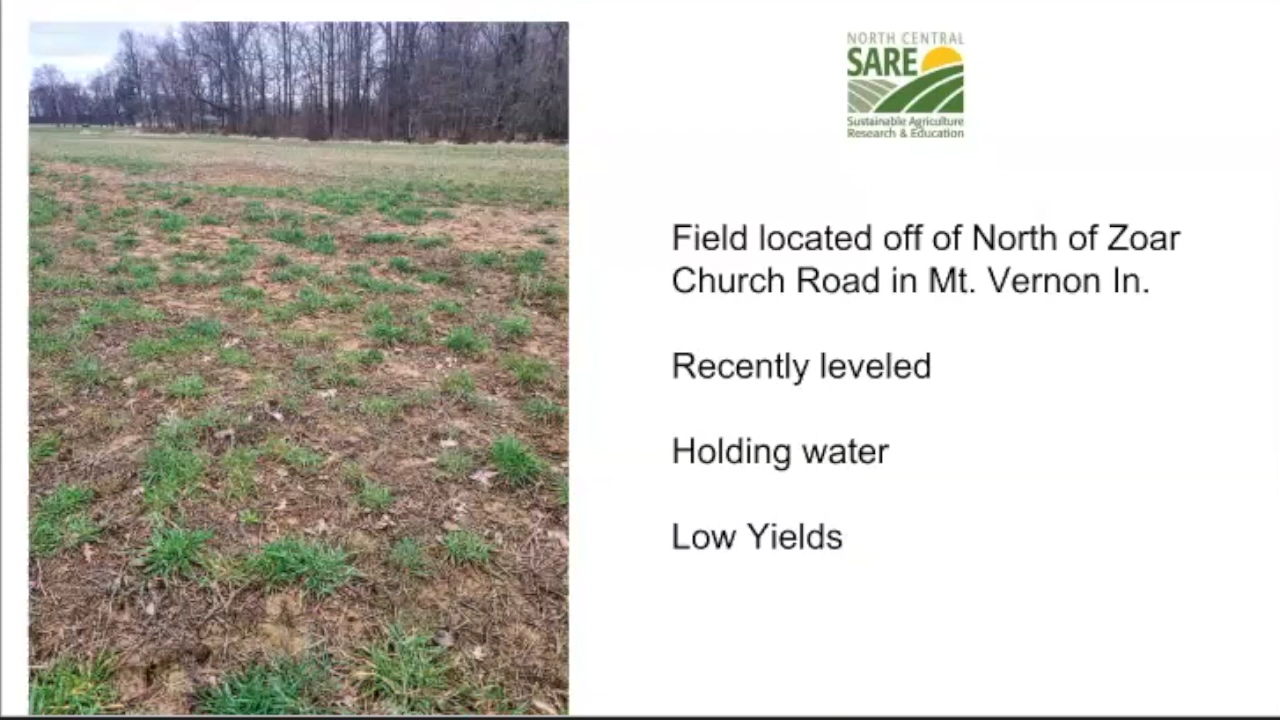 NORTH CENTRAL
SARE
Sustainable Agriculture
Research & Education
Field located off of North of Zoar
Church Road in Mt. Vernon In.
Recently leveled
Holding water
Low Yields